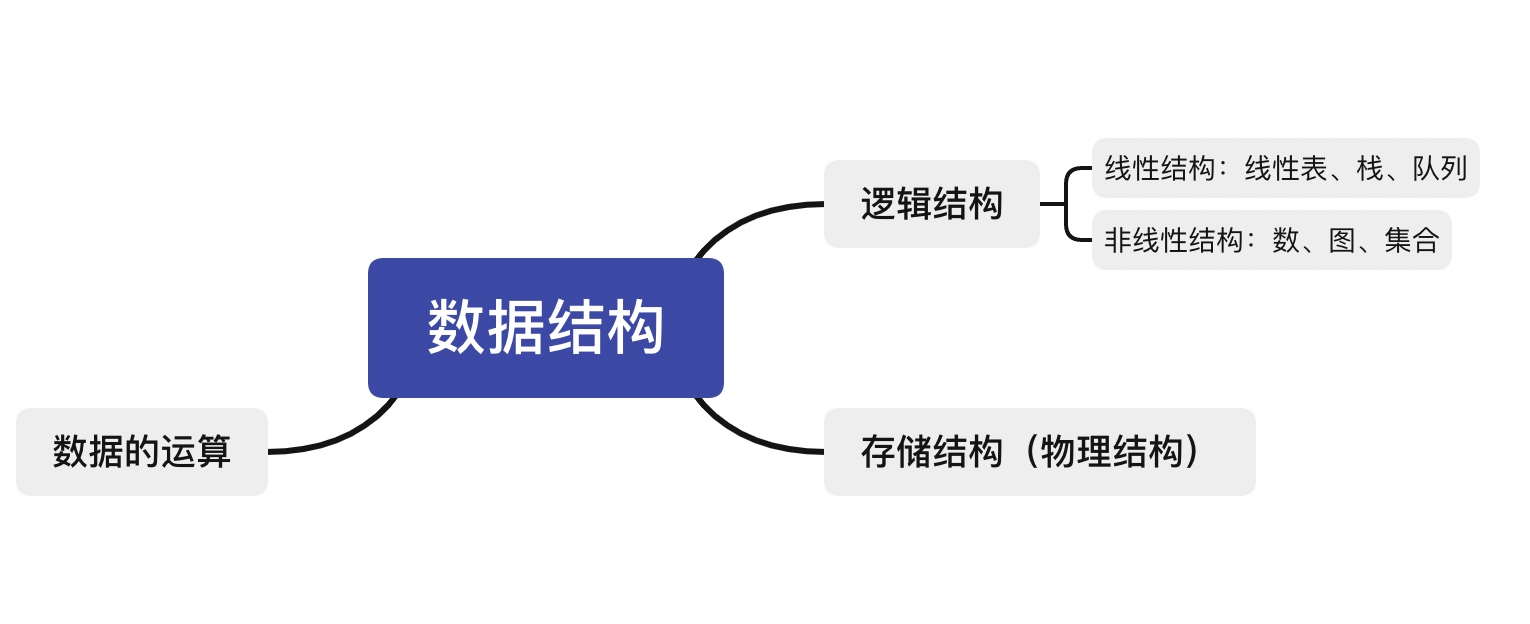 数据结构
逻辑结构
线性结构：线性表、栈、队列
非线性结构：数、图、集合
存储结构（物理结构）
数据的运算